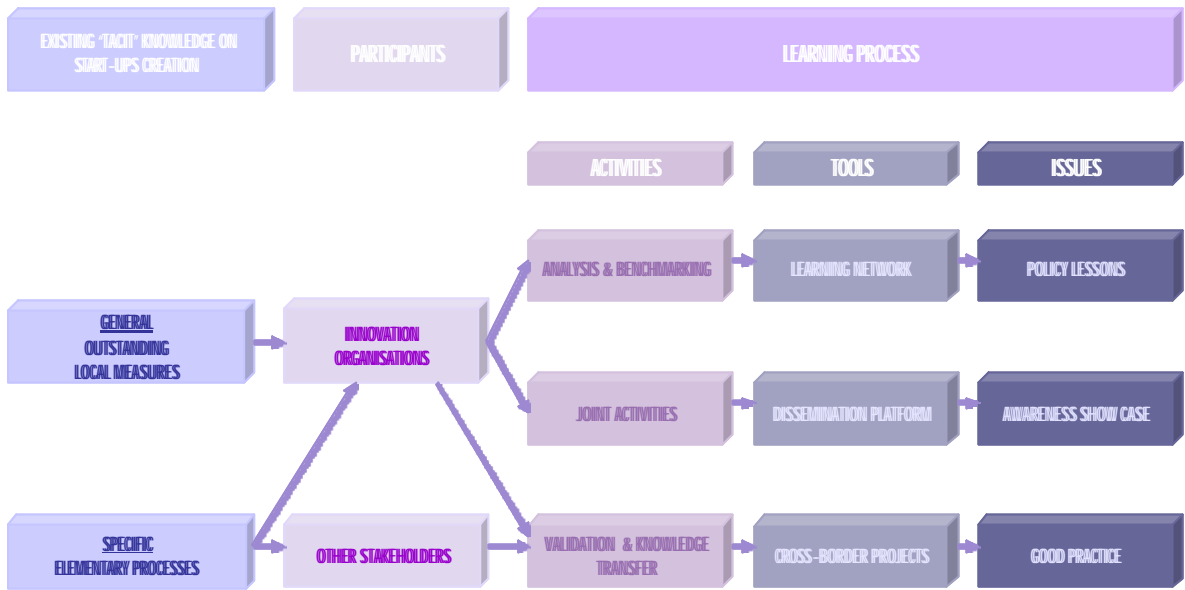 EXISTING "TACIT" KNOWLEDGE ON
START-UPS CREATION
PARTICIPANTS
LEARNING PROCESS
ACTIVITIES
TOOLS
ISSUES
ANALYSIS & BENCHMARKING
LEARNING NETWORK
POLICY LESSONS
GENERAL
OUTSTANDING
LOCAL MEASURES
INNOVATION
ORGANISATIONS
JOINT ACTIVITIES
DISSEMINATION PLATFORM
AWARENESS SHOW CASE
SPECIFIC
ELEMENTARY PROCESSES
OTHER STAKEHOLDERS
VALIDATION & KNOWLEDGE
TRANSFER
CROSS-BORDER PROJECTS
GOOD PRACTICE